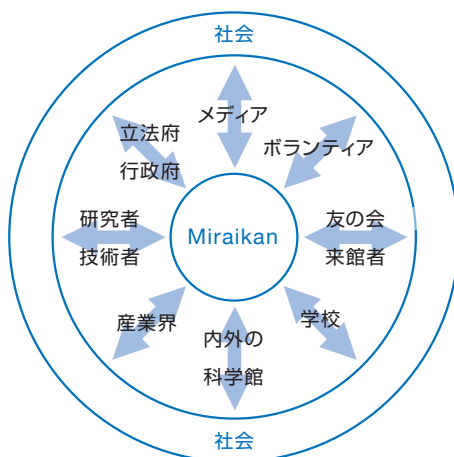 社会
メディア
立法府
行政府
ボランティア
研究者
技術者
Miraikan
友の会
来館者
産業界
内外の
科学館
学校
社会